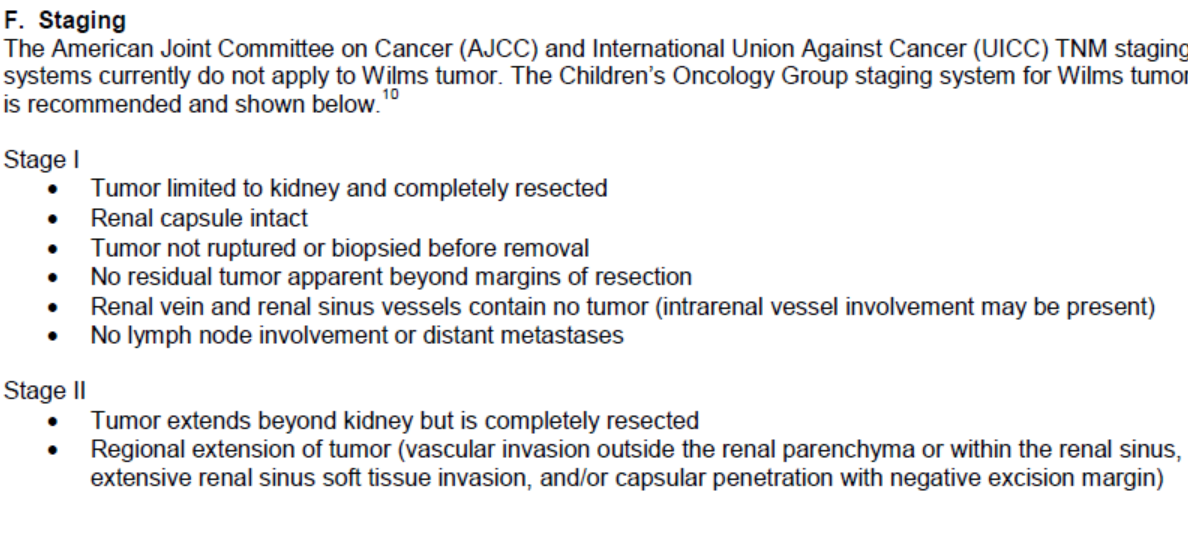 F. Staging
The American Joint Committee on Cancer (AJCC) and International Union Against Cancer (UICC) TNM staging
systems currently do not apply to Wilms tumor. The Children's Oncology Group staging system for Wilms tumor
is recommended and shown below.10
Stage I
• Tumor limited to kidney and completely resected
• Renal capsule intact
• Tumor not ruptured or biopsied before removal
• No residual tumor apparent beyond margins of resection
• Renal vein and renal sinus vessels contain no tumor (intrarenal vessel involvement may be present)
• No lymph node involvement or distant metastases
Stage II
• Tumor extends beyond kidney but is completely resected
• Regional extension of tumor (vascular invasion outside the renal parenchyma or within the renal sinus,
extensive renal sinus soft tissue invasion, and/or capsular penetration with negative excision margin)